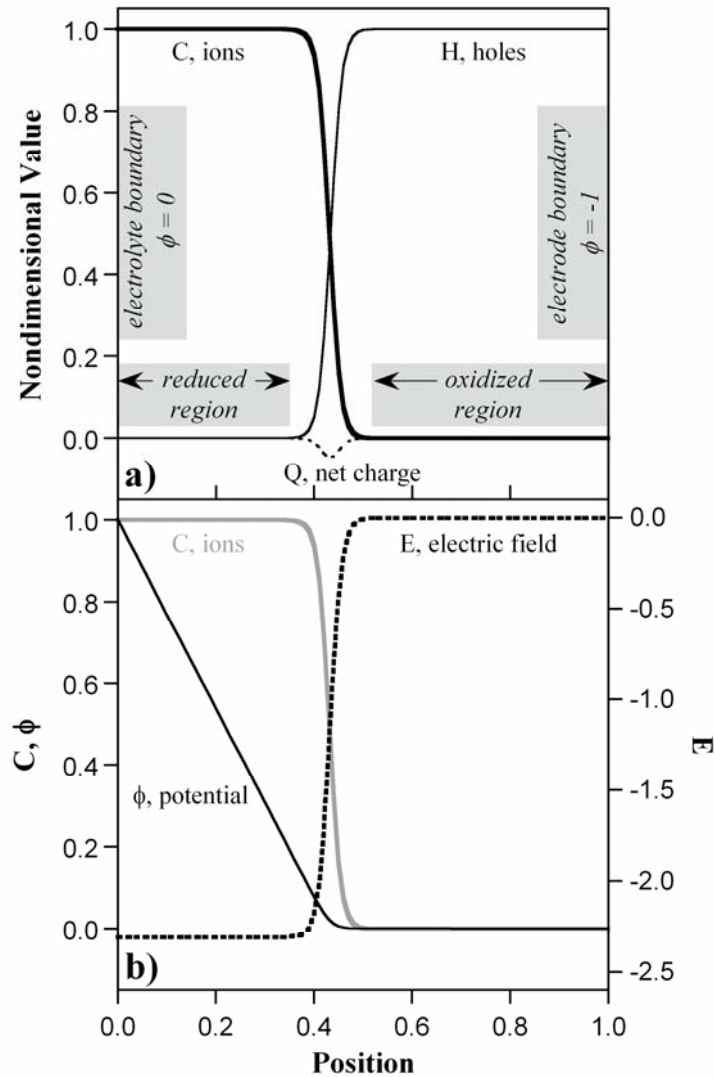 1.0
0.8
0.6
0.4
0.2
0.0
Nondimensional Value
C, ions
H, holes
electrolyte boundary
ϕ = 0
electrode boundary
ϕ = -1
reduced
region
oxidized
region
Q, net charge
a)
1.0
0.8
0.6
0.4
0.2
0.0
C, ϕ
C, ions
E, electric field
ϕ, potential
b)
0.0
-0.5
-1.0
-1.5
-2.0
-2.5
E
0.0 0.2 0.4 0.6 0.8 1.0
Position